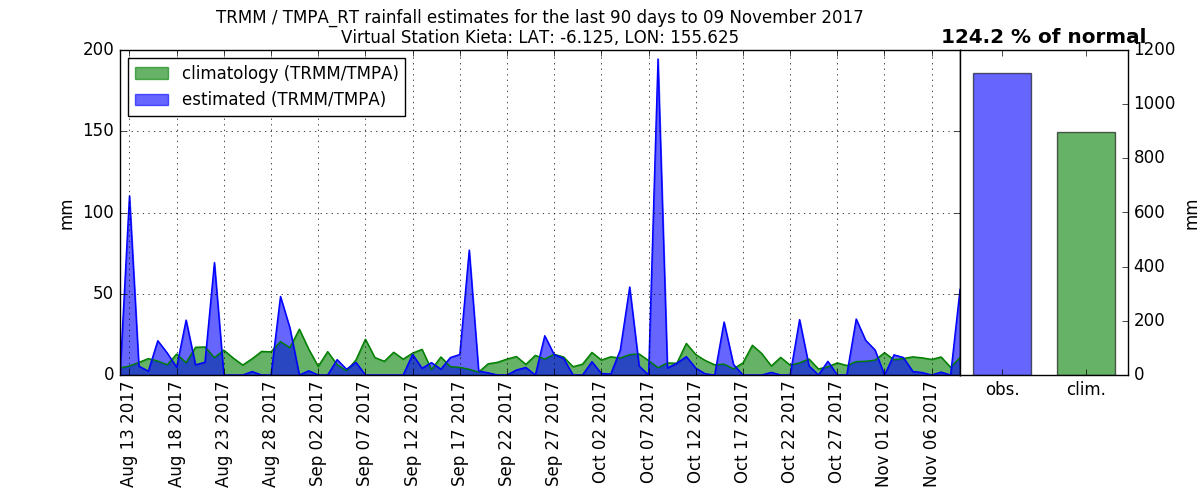 TRMM / TMPA_RT rainfall estimates for the last 90 days to 09 November 2017
Virtual Station Kieta: LAT: -6.125, LON: 155.625
124.2 % of normal
climatology (TRMM/TMPA)
estimated (TRMM/TMPA)
200
150
100
50
0
mm
1200
1000
800
600
400
200
0
mm
obs.
clim.
Aug 13 2017
Aug 18 2017
Aug 23 2017
Aug 28 2017
Sep 02 2017
Sep 07 2017
Sep 12 2017
Sep 17 2017
Sep 22 2017
Sep 27 2017
Oct 02 2017
Oct 07 2017
Oct 12 2017
Oct 17 2017
Oct 22 2017
Oct 27 2017
Nov 01 2017
Nov 06 2017